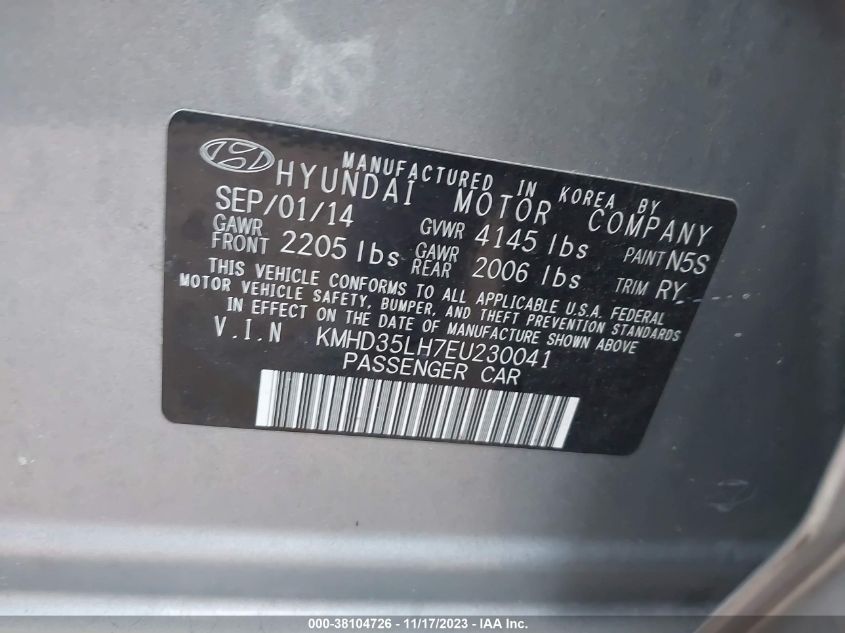 MANUFACTURED IN KOREA BY
HYUNDAI MOTOR COMPANY
SEP/01/14 GVWR 4145 lbs PAINT N5S
GAWR FRONT 2205 lbs GAWR REAR 2006 lbs TRIM RY
THIS VEHICLE CONFORMS TO ALL APPLICABLE U.S.A. FEDERAL
MOTOR VEHICLE SAFETY, BUMPER, AND THEFT PREVENTION STANDARDS
IN EFFECT ON THE DATE OF MANUFACTURE SHOWN ABOVE
V.I.N KMHD35LH7EU230041
PASSENGER CAR
000-38104726 - 11/17/2023 - IAA Inc.